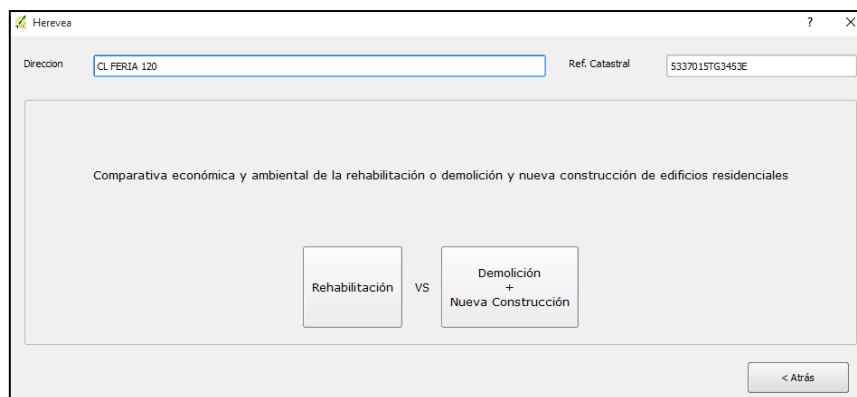 Herevea ? X
Direccion CL FERIA 120 Ref. Catastral 5337015TG3453E
Comparativa económica y ambiental de la rehabilitación o demolición y nueva construcción de edificios residenciales
Rehabilitación VS Demolición
+
Nueva Construcción
< Atrás